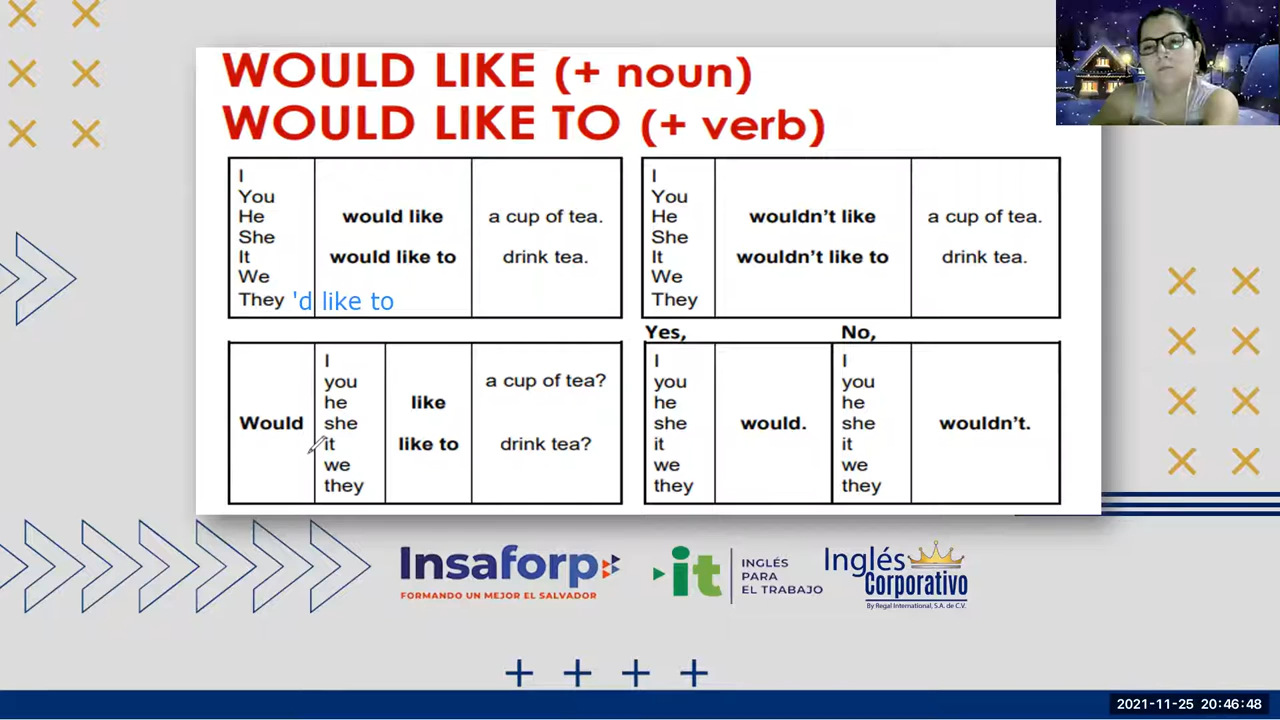 WOULD LIKE (+ noun)
WOULD LIKE TO (+ verb)
I
You
He
She
It
We
They 'd like to
would like
would like to
a cup of tea.
drink tea.
I
You
He
She
It
We
They
wouldn't like
wouldn't like to
a cup of tea.
drink tea.
Would
I
you
he
she
it
we
they
like
like to
a cup of tea?
drink tea?
Yes,
I
you
he
she
it
we
they
would.
No,
I
you
he
she
it
we
they
wouldn't.
Insaforp
FORMANDO UN MEJOR EL SALVADOR
it
INGLÉS
PARA
EL TRABAJO
Inglés
Corporativo
By Regal International, S.A. de C.V.
2021-11-25 20:46:48